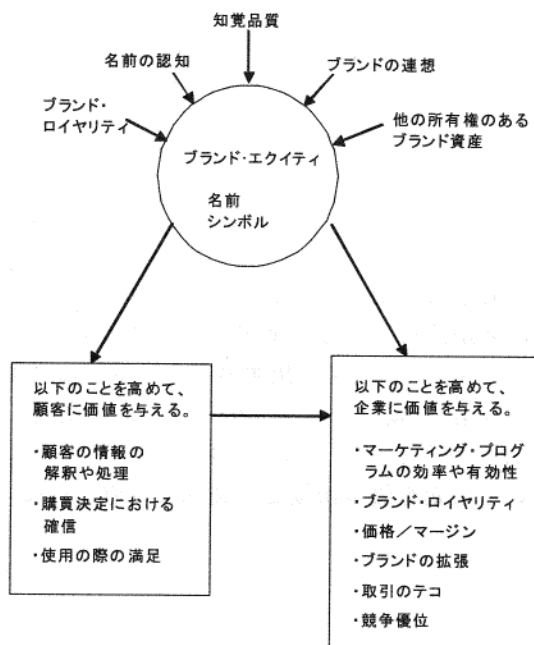 知覚品質
名前の認知
ブランドの連想
ブランド・
ロイヤリティ
他の所有権のある
ブランド資産
ブランド・エクイティ
名前
シンボル
以下のことを高めて、
顧客に価値を与える。
・顧客の情報の
解釈や処理
・購買決定における
確信
・使用の際の満足
以下のことを高めて、
企業に価値を与える。
・マーケティング・プログ
ラムの効率や有効性
・ブランド・ロイヤリティ
・価格／マージン
・ブランドの拡張
・取引のテコ
・競争優位